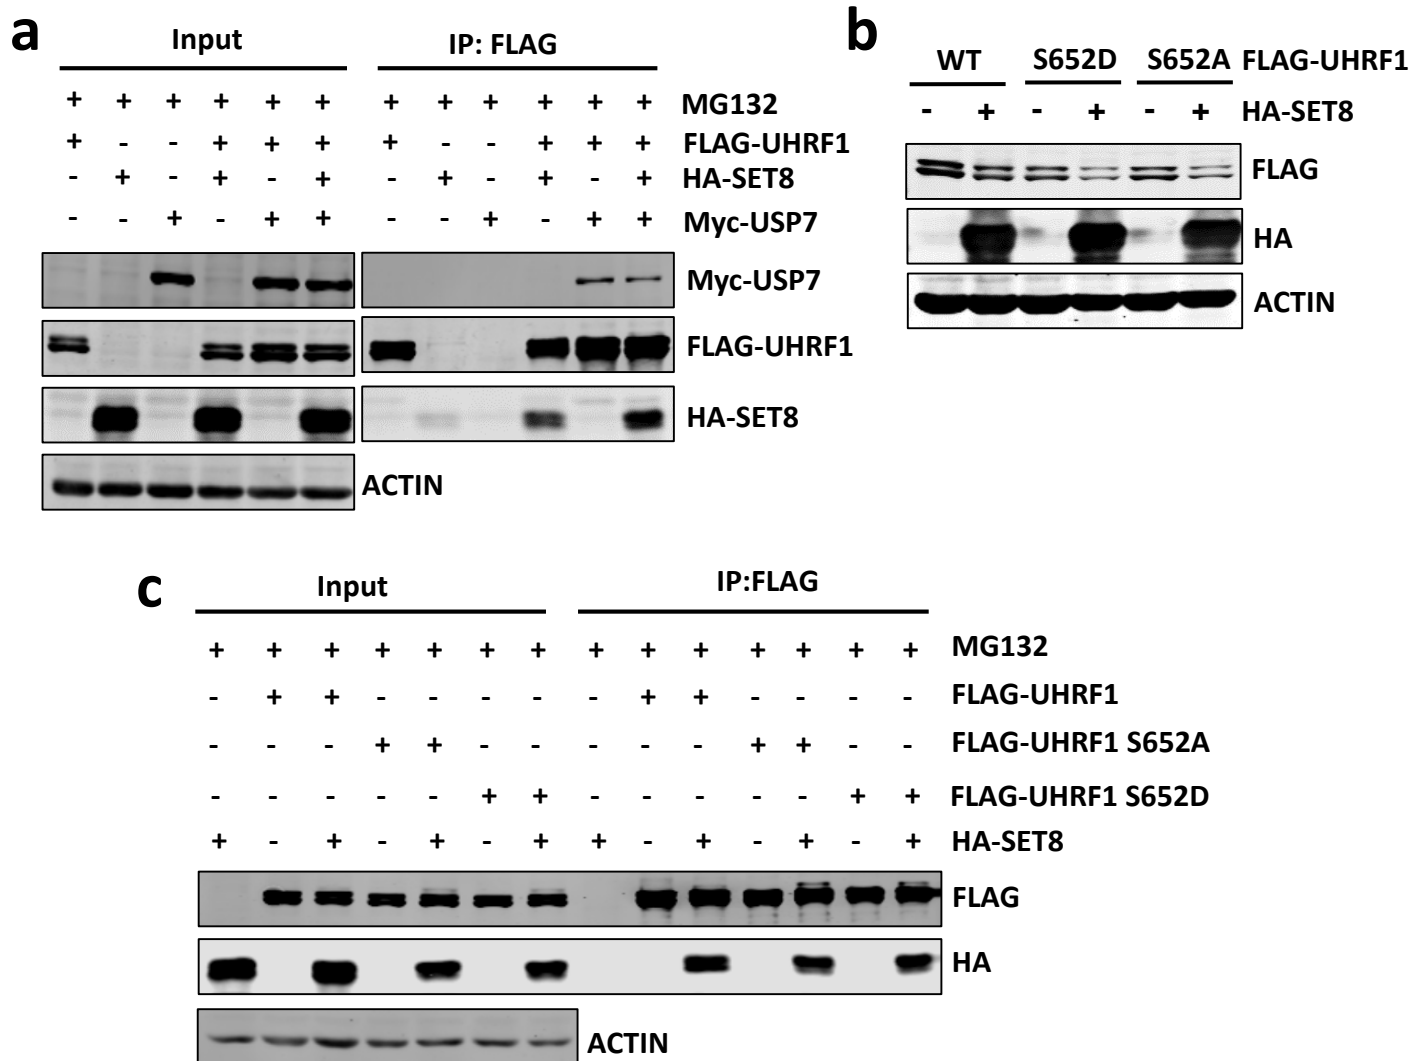 a
Input IP: FLAG
+ + + + + + + + + + + + MG132
+ - - + + + + - - + + + FLAG-UHRF1
- + - + - + - + - + - + HA-SET8
- - + - + + - - + - + + Myc-USP7
Myc-USP7
FLAG-UHRF1
HA-SET8
ACTIN
b
WT S652D S652A FLAG-UHRF1
- + - + - + HA-SET8
FLAG
HA
ACTIN
c
Input IP:FLAG
+ + + + + + + + + + + + + + MG132
- + + - - - - - + + - - - - FLAG-UHRF1
- - - + + - - - - - + + - - FLAG-UHRF1 S652A
- - - - - + + - - - - - + + FLAG-UHRF1 S652D
+ - + - + - + + - + - + - + HA-SET8
FLAG
HA
ACTIN